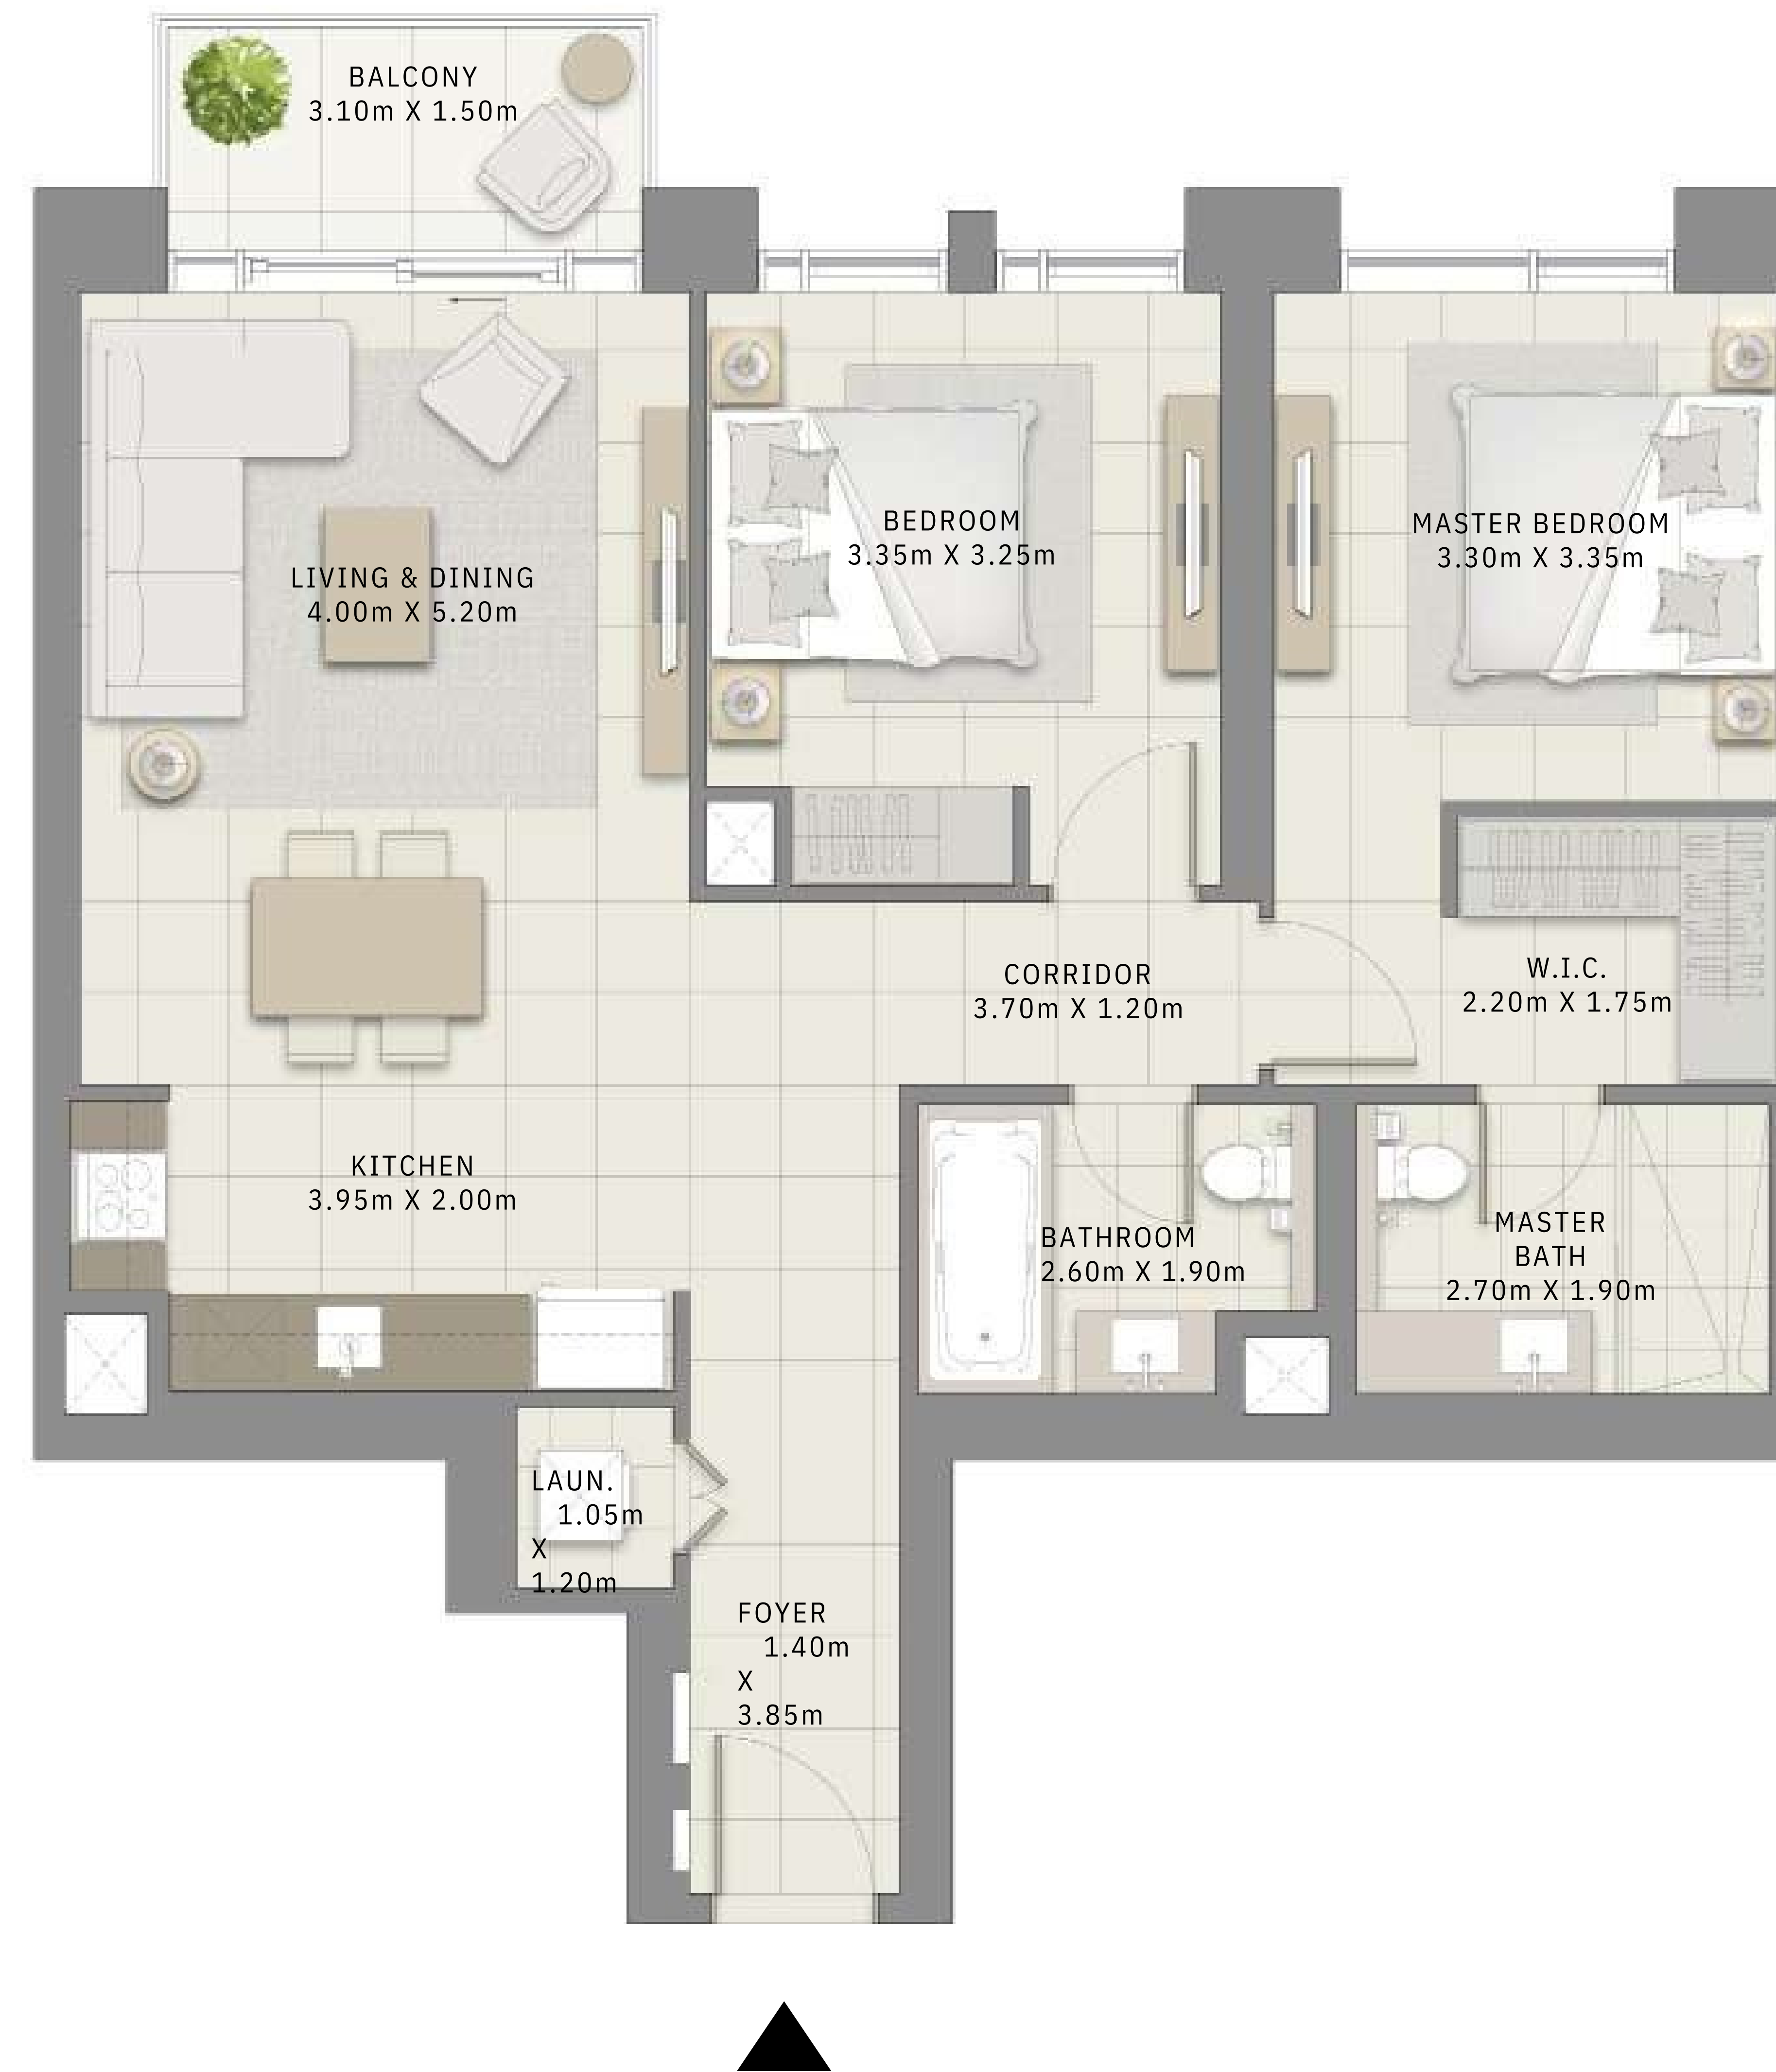 BALCONY
3.10m X 1.50m
BEDROOM
3.35m X 3.25m
MASTER BEDROOM
3.30m X 3.35m
LIVING & DINING
4.00m X 5.20m
CORRIDOR
3.70m X 1.20m
W.I.C.
2.20m X 1.75m
KITCHEN
3.95m X 2.00m
BATHROOM
2.60m X 1.90m
MASTER
BATH
2.70m X 1.90m
LAUN.
1.05m
X
1.20m
FOYER
1.40m
X
3.85m